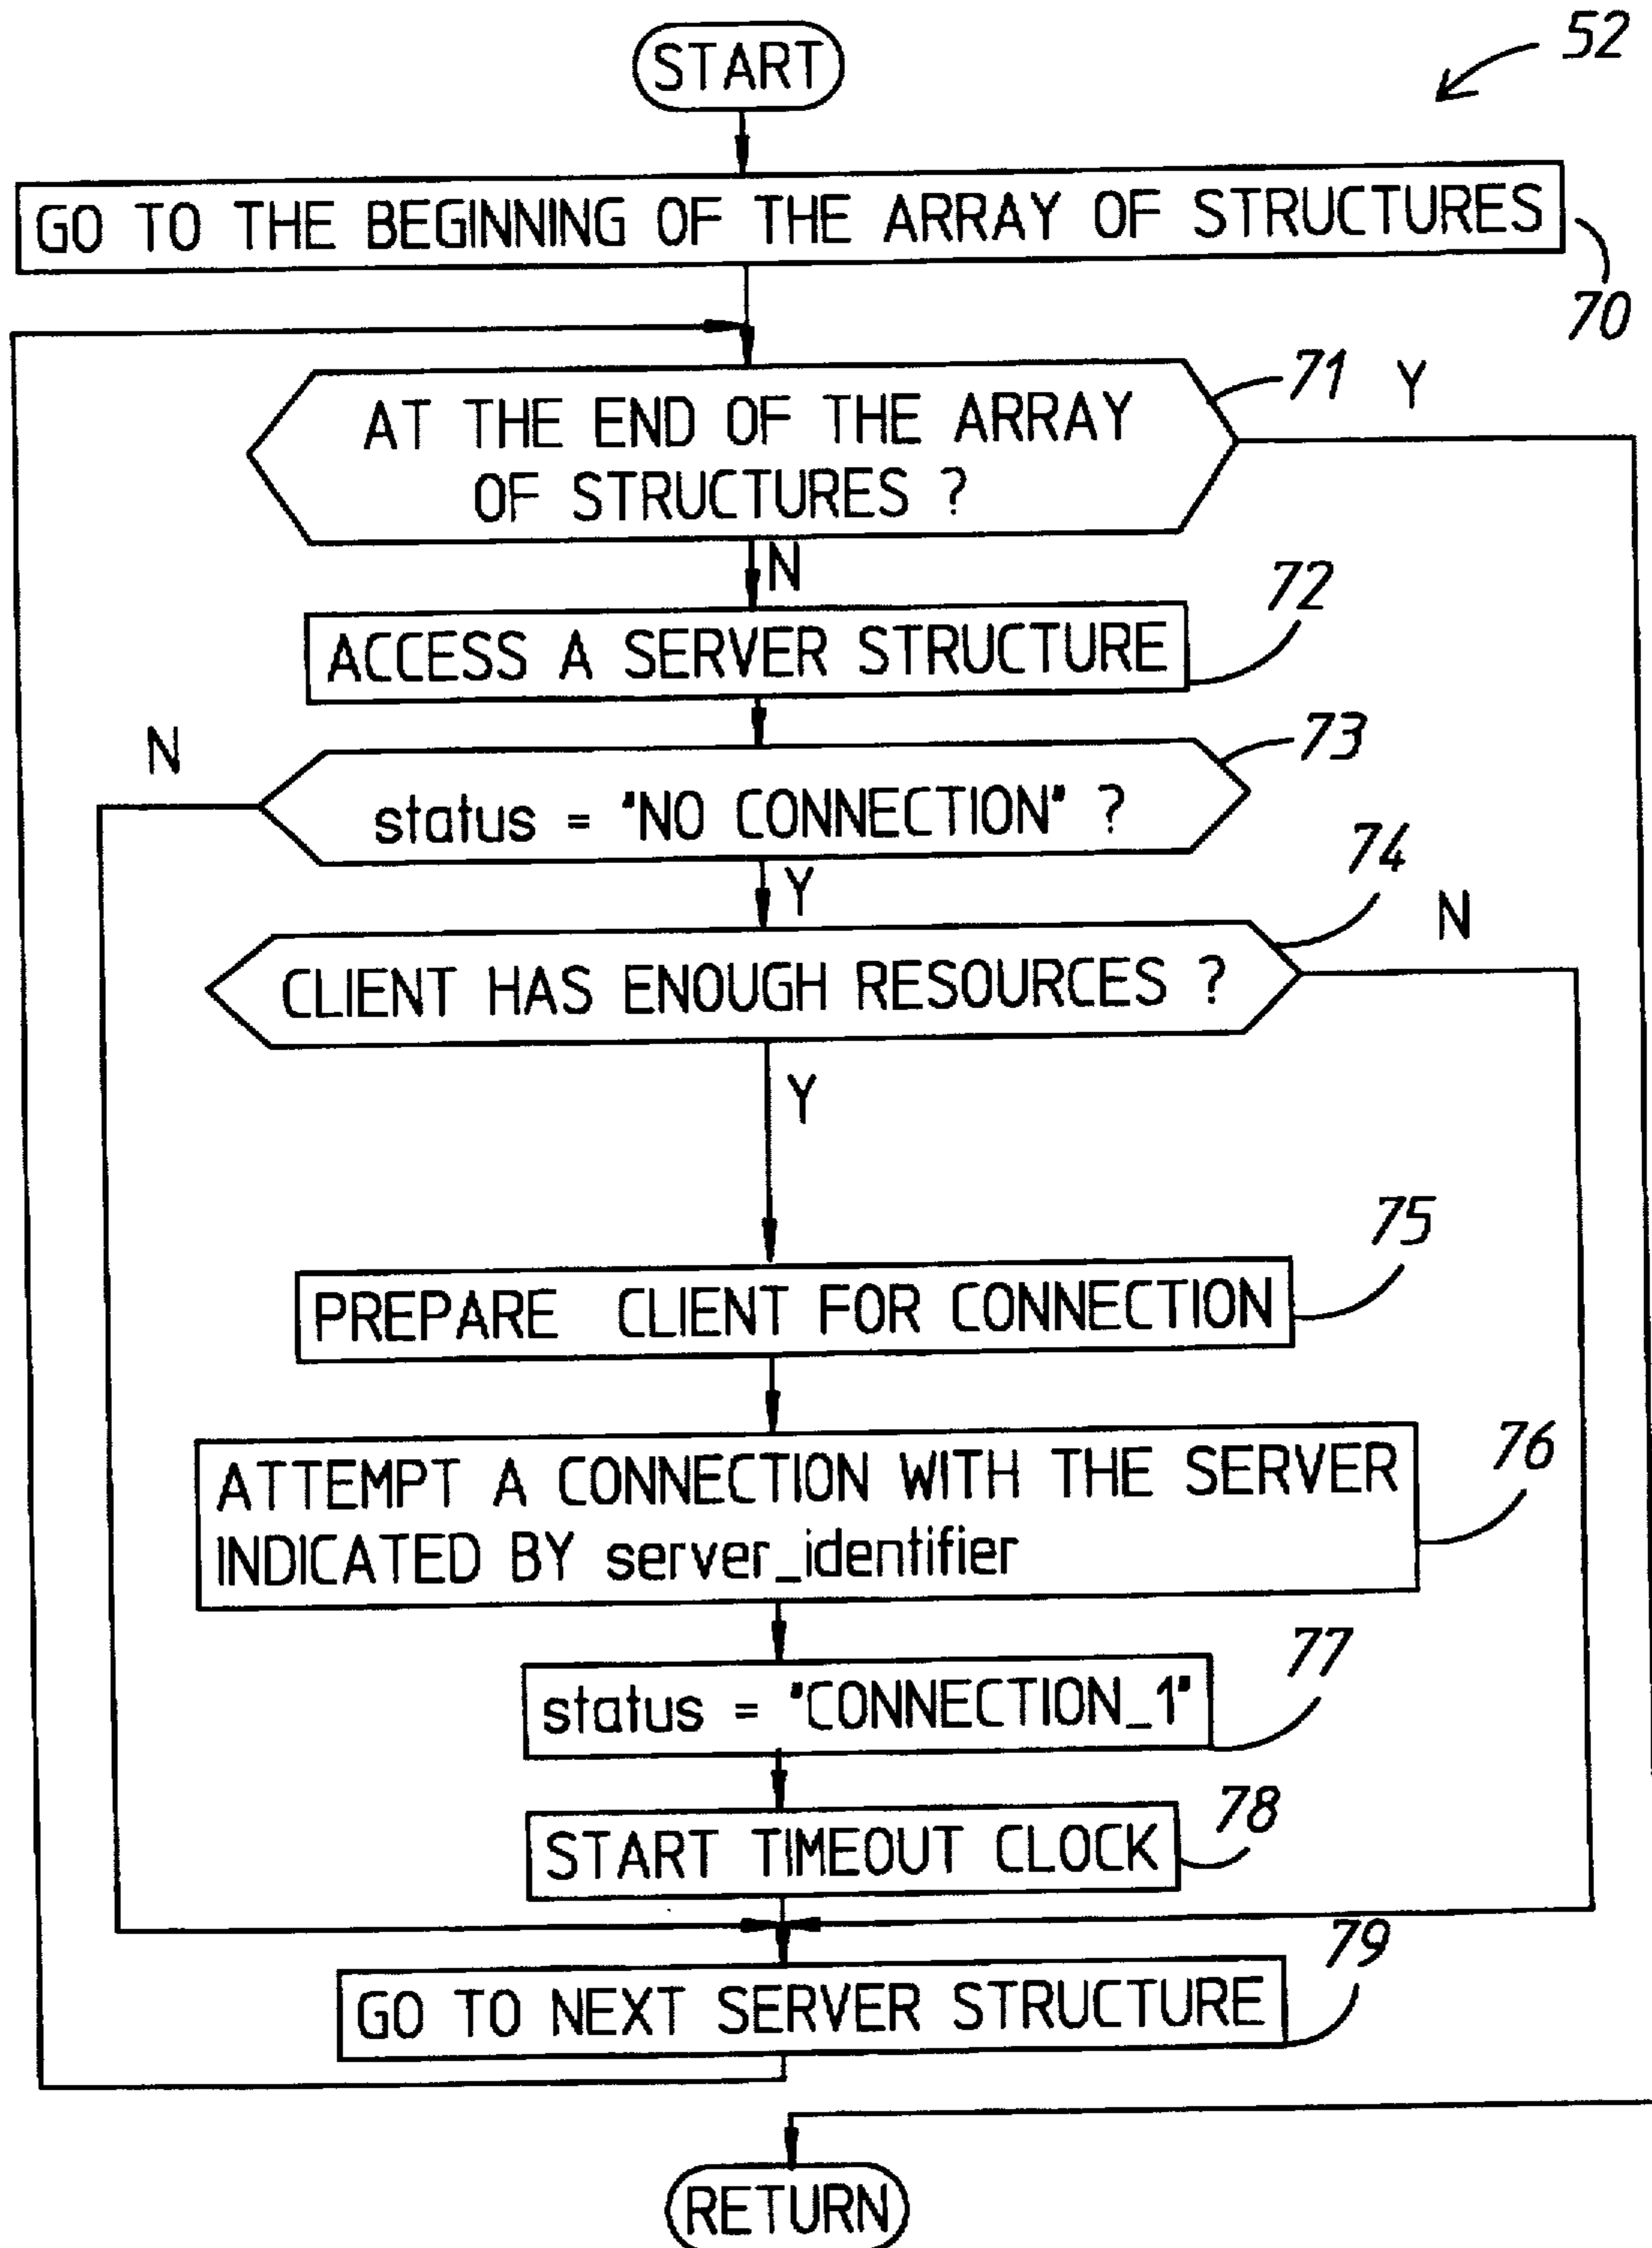 52
START
GO TO THE BEGINNING OF THE ARRAY OF STRUCTURES
70
71
Y
AT THE END OF THE ARRAY
OF STRUCTURES ?
N
72
ACCESS A SERVER STRUCTURE
N
73
status = "NO CONNECTION" ?
Y
74
N
CLIENT HAS ENOUGH RESOURCES ?
Y
75
PREPARE CLIENT FOR CONNECTION
76
ATTEMPT A CONNECTION WITH THE SERVER
INDICATED BY server_identifier
77
status = "CONNECTION_1"
78
START TIMEOUT CLOCK
79
GO TO NEXT SERVER STRUCTURE
RETURN